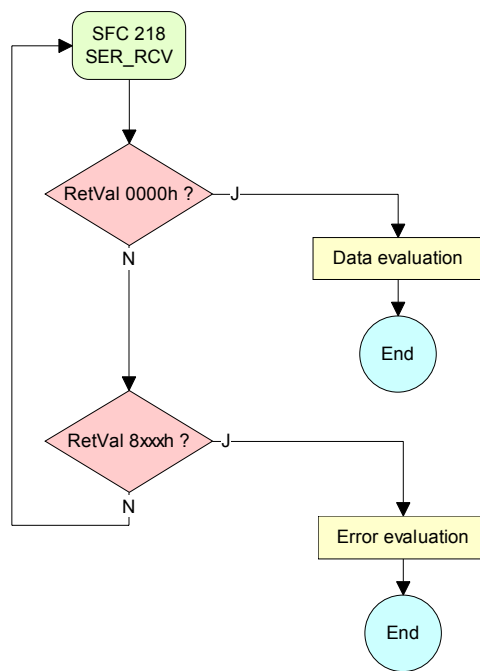 SFC 218
SER_RCV
RetVal 0000h ?
J
N
Data evaluation
End
RetVal 8xxxh ?
J
N
Error evaluation
End